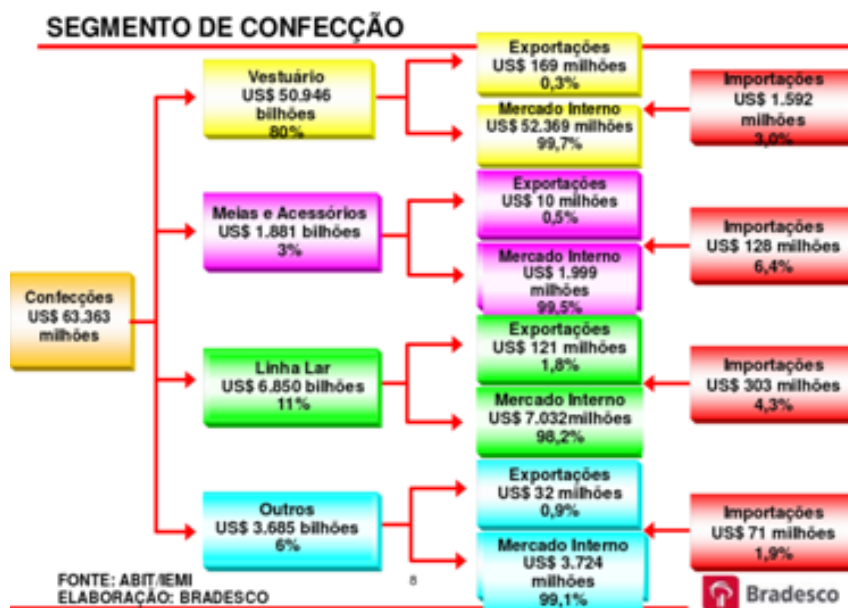 SEGMENTO DE CONFECÇÃO
Confecções
US$ 63.363
milhões
Vestuário
US$ 50.946
bilhões
80%
Exportações
US$ 169 milhões
0,3%
Mercado Interno
US$ 52.369 milhões
99,7%
Importações
US$ 1.592
milhões
3,0%
Meias e Acessórios
US$ 1.881 bilhões
3%
Exportações
US$ 10 milhões
0,5%
Mercado Interno
US$ 1.999
milhões
99,5%
Importações
US$ 128 milhões
6,4%
Linha Lar
US$ 6.850 bilhões
11%
Exportações
US$ 121 milhões
1,8%
Mercado Interno
US$ 7.032milhões
98,2%
Importações
US$ 303 milhões
4,3%
Outros
US$ 3.685 bilhões
6%
Exportações
US$ 32 milhões
0,9%
Mercado Interno
US$ 3.724
milhões
99,1%
Importações
US$ 71 milhões
1,9%
FONTE: ABIT/IEMI
ELABORAÇÃO: BRADESCO
8
Bradesco